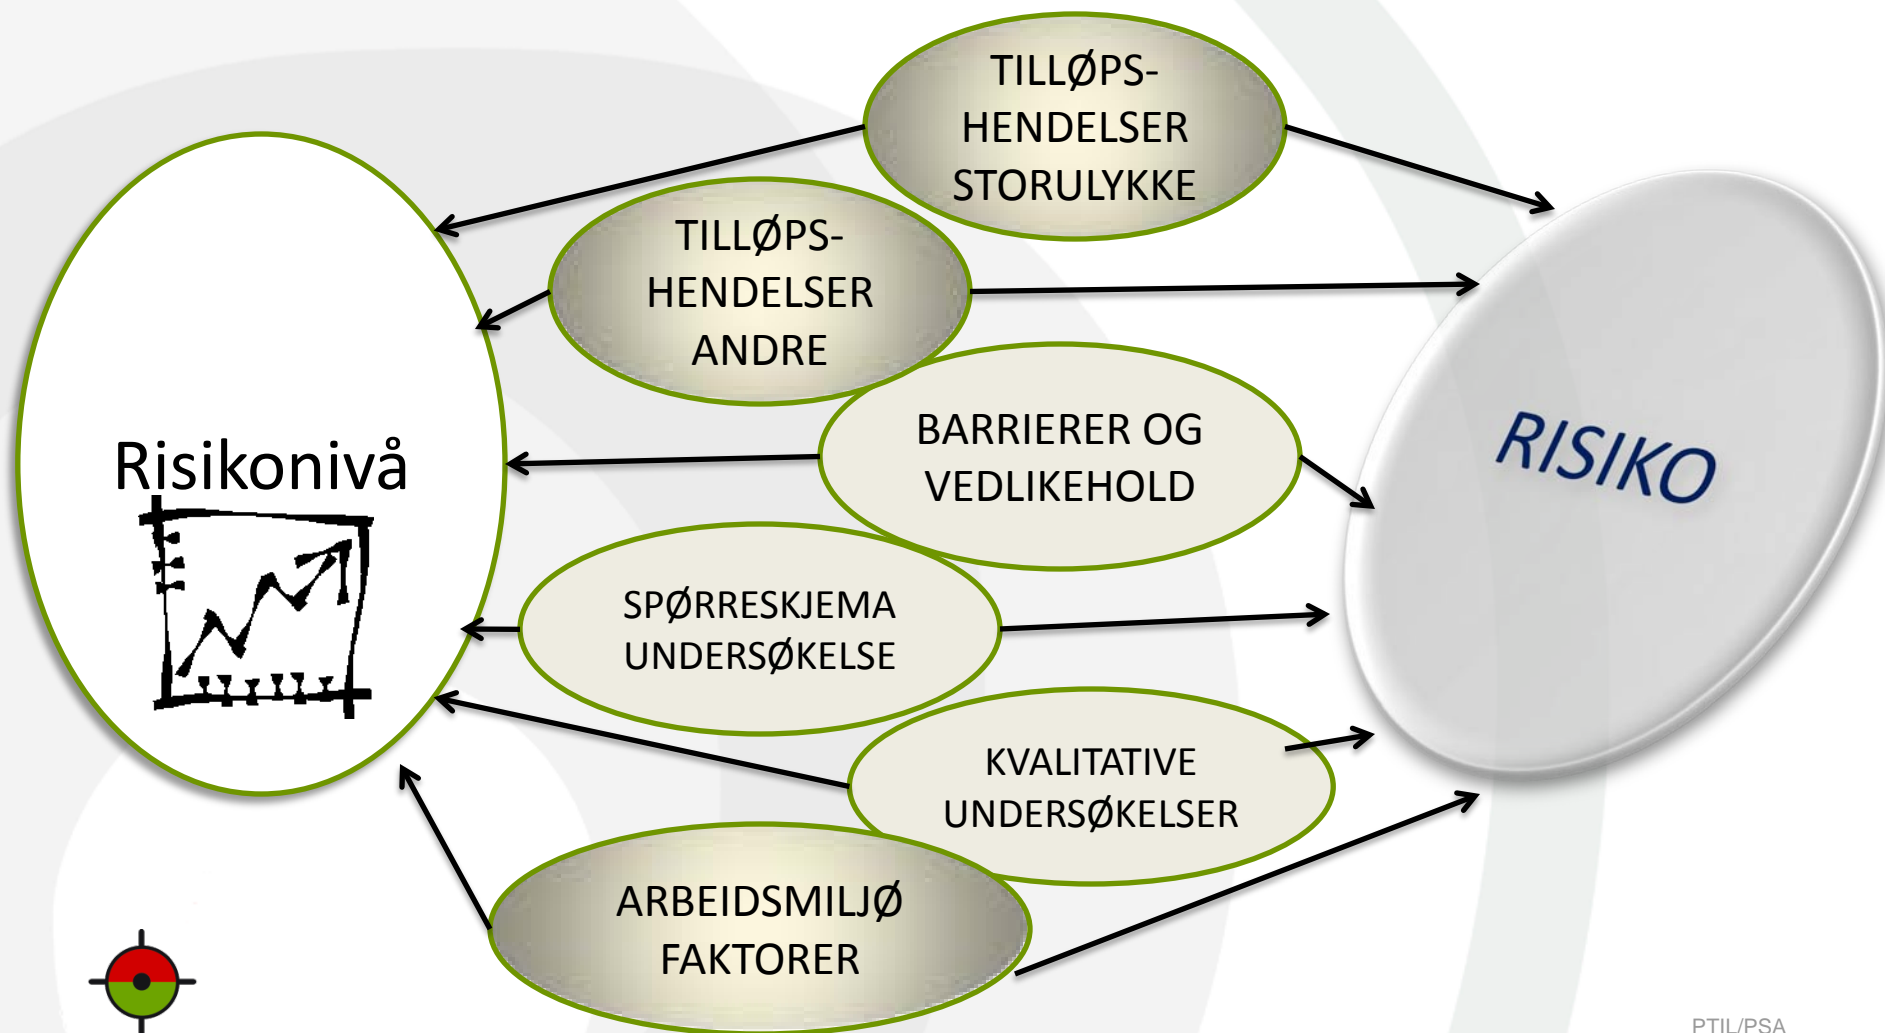 TILLØPS-
HENDELSER
STORULYKKE
TILLØPS-
HENDELSER
ANDRE
BARRIERER OG
VEDLIKEHOLD
Risikonivå
RISIKO
SPØRRESKJEMA
UNDERSØKELSE
KVALITATIVE
UNDERSØKELSER
ARBEIDSMILJØ
FAKTORER
PTIL/PSA